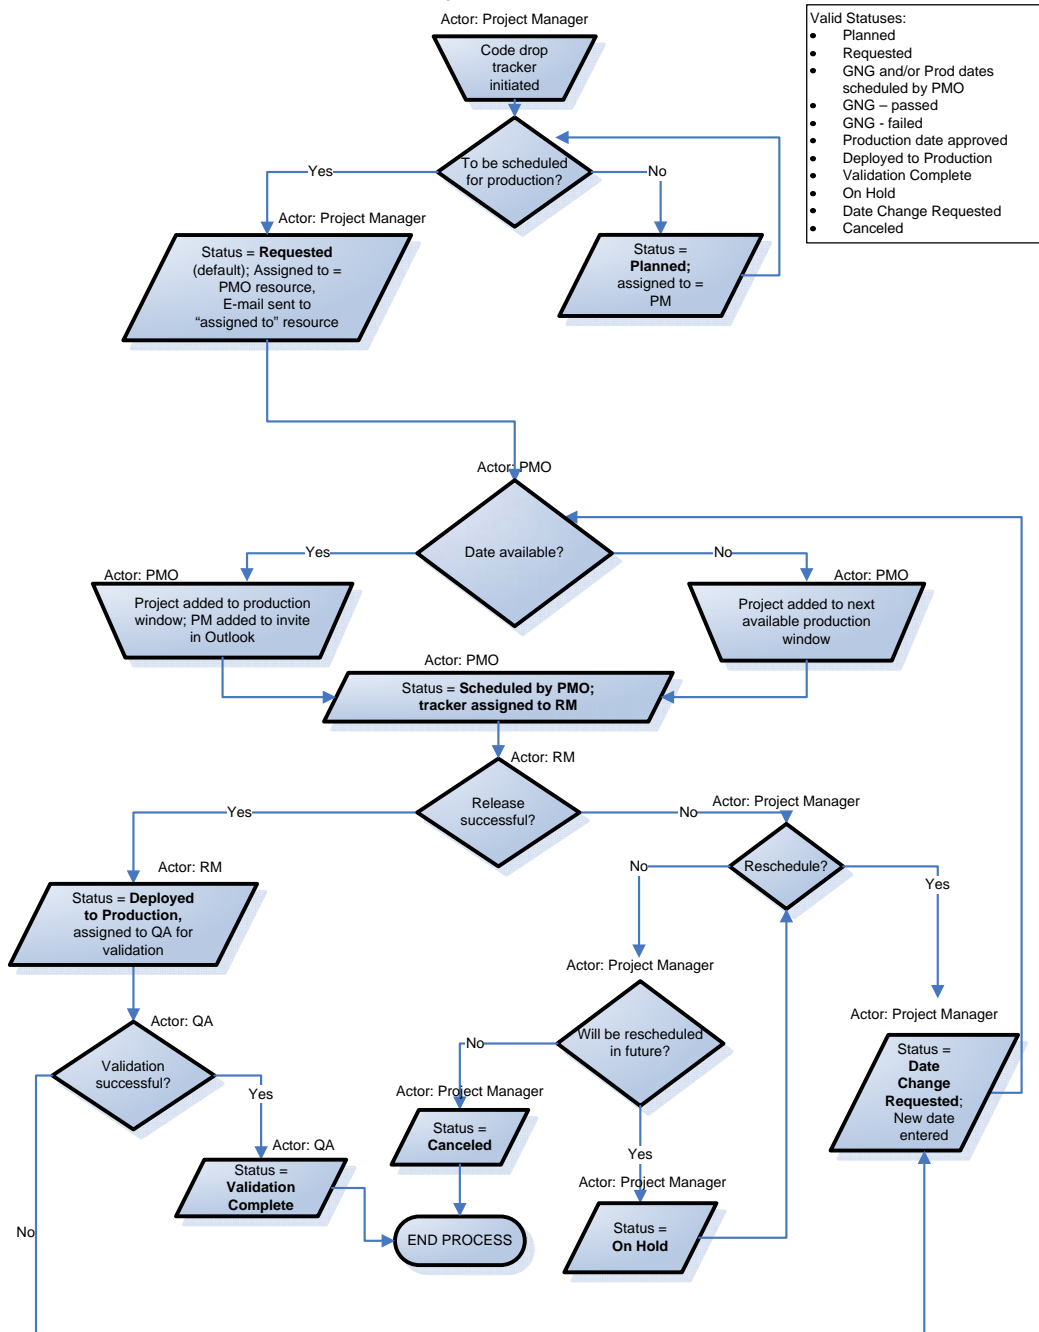 Actor: Project Manager
Code drop
tracker
initiated
Valid Statuses:
• Planned
• Requested
• GNG and/or Prod dates
scheduled by PMO
• GNG – passed
• GNG - failed
• Production date approved
• Deployed to Production
• Validation Complete
• On Hold
• Date Change Requested
• Canceled
To be scheduled
for production?
Yes
No
Actor: Project Manager
Status = Requested
(default); Assigned to =
PMO resource,
E-mail sent to
“assigned to” resource
Status =
Planned;
assigned to =
PM
Actor: PMO
Date available?
Yes
No
Actor: PMO
Project added to production
window; PM added to invite
in Outlook
Actor: PMO
Project added to next
available production
window
Actor: PMO
Status = Scheduled by PMO;
tracker assigned to RM
Actor: RM
Release
successful?
Yes
No
Actor: Project Manager
Reschedule?
No
Yes
Actor: RM
Status = Deployed
to Production,
assigned to QA for
validation
Actor: Project Manager
Will be rescheduled
in future?
No
Yes
Actor: Project Manager
Status =
Date
Change
Requested;
New date
entered
Actor: QA
Validation
successful?
Yes
No
Actor: Project Manager
Status =
Canceled
Actor: QA
Status =
Validation
Complete
Actor: Project Manager
Status =
On Hold
END PROCESS